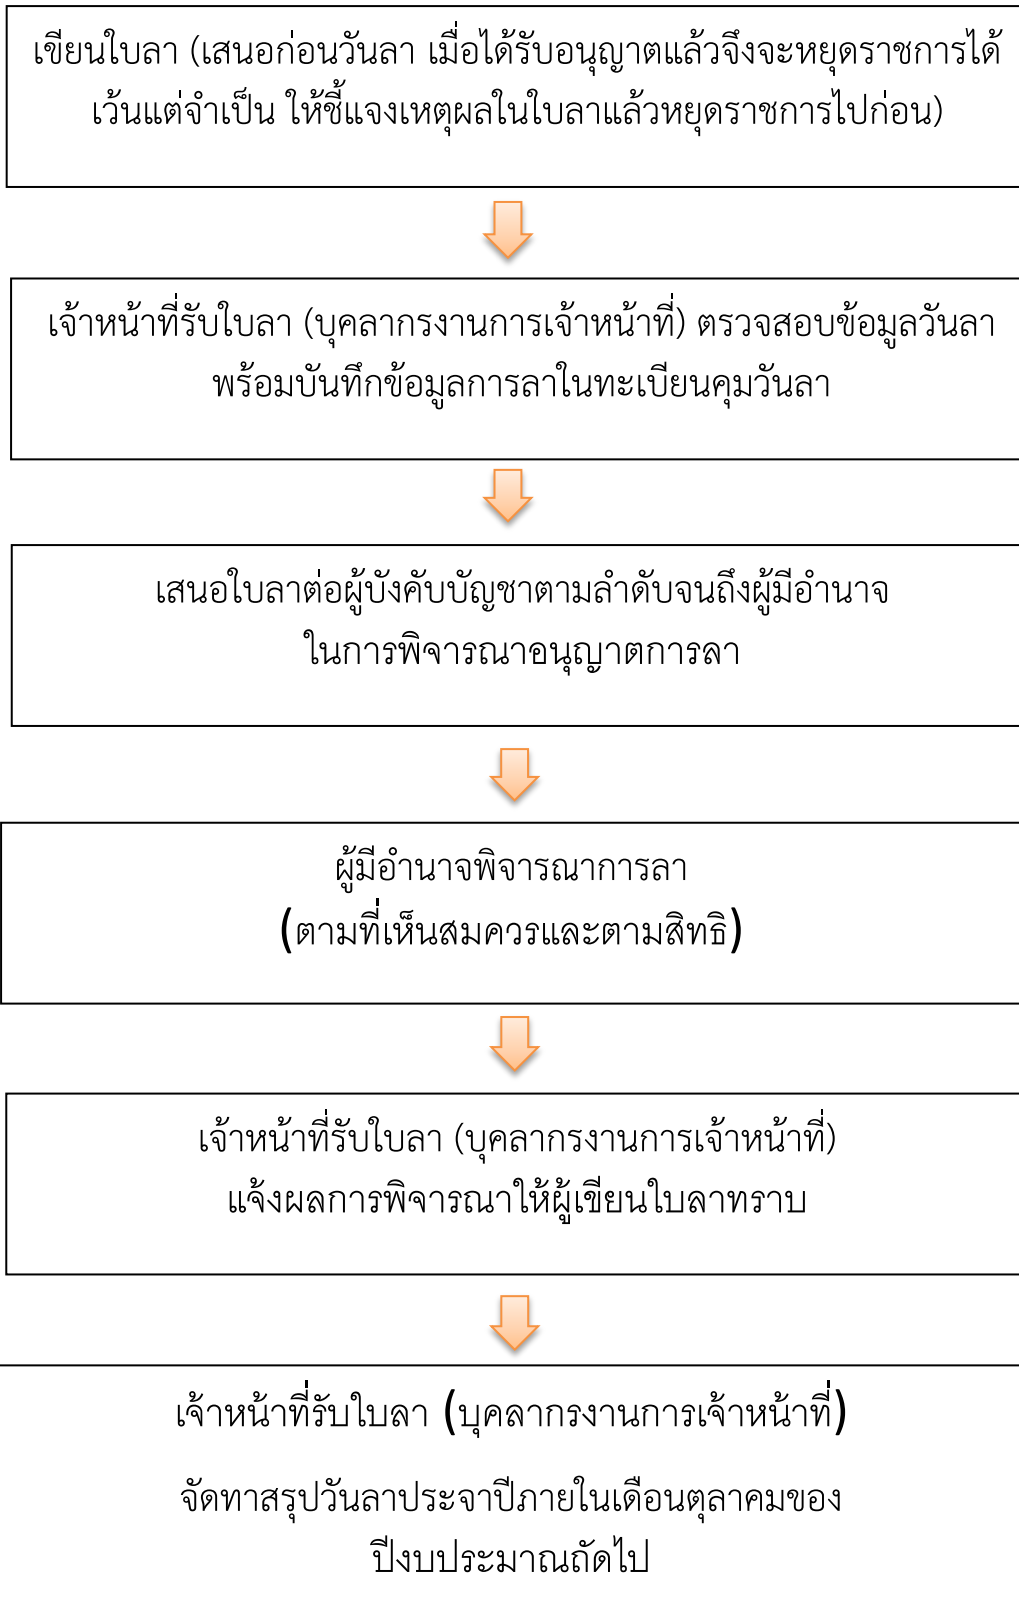 เขียนใบลา (เสนอก่อนวันลา เมื่อได้รับอนุญาตแล้วจึงจะหยุดราชการได้
เว้นแต่จำเป็น ให้ชี้แจงเหตุผลในใบลาแล้วหยุดราชการไปก่อน)
เจ้าหน้าที่รับใบลา (บุคลากรงานการเจ้าหน้าที่) ตรวจสอบข้อมูลวันลา
พร้อมบันทึกข้อมูลการลาในทะเบียนคุมวันลา
เสนอใบลาต่อผู้บังคับบัญชาตามลำดับจนถึงผู้มีอำนาจ
ในการพิจารณาอนุญาตการลา
ผู้มีอำนาจพิจารณาการลา
(ตามที่เห็นสมควรและตามสิทธิ)
เจ้าหน้าที่รับใบลา (บุคลากรงานการเจ้าหน้าที่)
แจ้งผลการพิจารณาให้ผู้เขียนใบลาทราบ
เจ้าหน้าที่รับใบลา (บุคลากรงานการเจ้าหน้าที่)
จัดทาสรุปวันลาประจาปีภายในเดือนตุลาคมของ
ปีงบประมาณถัดไป